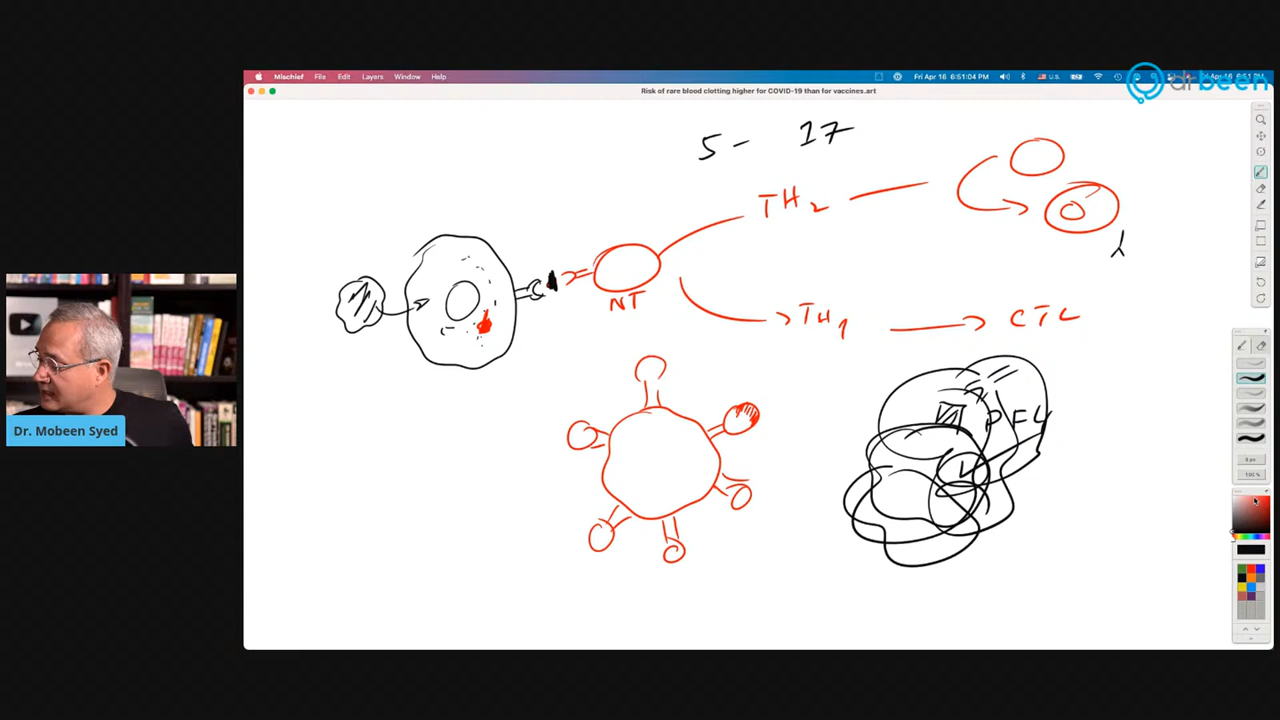 Mischief File Edit Layers Window Help
Fri Apr 16 6:51:04 PM
U.S.
drbeen
Risk of rare blood clotting higher for COVID-19 than for vaccines.art
5 - 17
TH2
NT
TH1
CTL
PF4
Dr. Mobeen Syed